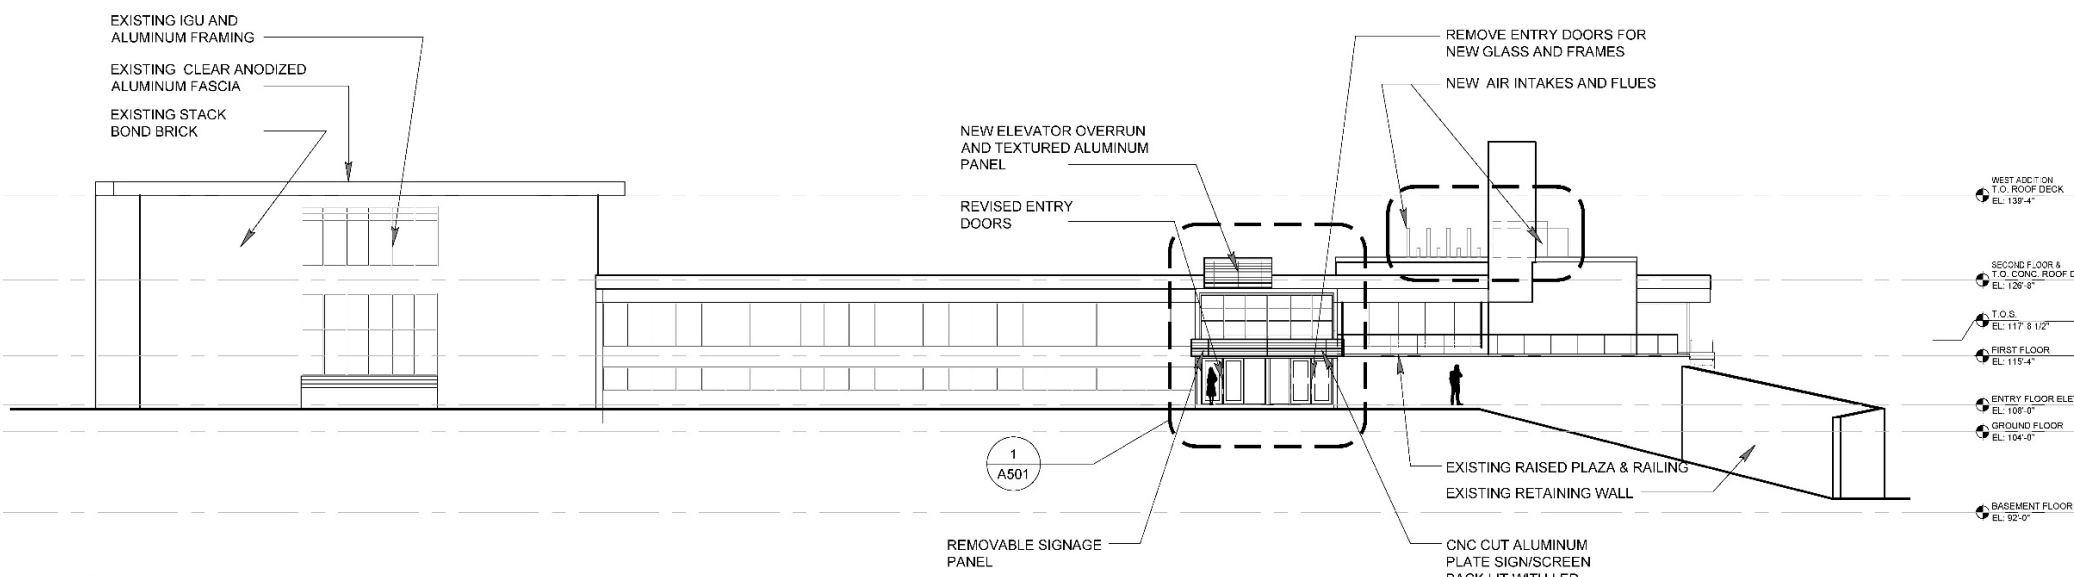 EXISTING IGU AND
ALUMINUM FRAMING
EXISTING CLEAR ANODIZED
ALUMINUM FASCIA
EXISTING STACK
BOND BRICK
NEW ELEVATOR OVERRUN
AND TEXTURED ALUMINUM
PANEL
REVISED ENTRY
DOORS
REMOVE ENTRY DOORS FOR
NEW GLASS AND FRAMES
NEW AIR INTAKES AND FLUES
WEST ADDITION
T.O. ROOF DECK
EL: 139'-4"
SECOND FLOOR &
T.O. CONC. ROOF D
EL: 126'-8"
T.O.S.
EL: 117' 8 1/2"
FIRST FLOOR
EL: 115'-4"
ENTRY FLOOR ELE
EL: 108'-0"
GROUND FLOOR
EL: 104'-0"
BASEMENT FLOOR
EL: 92'-0"
1
A501
EXISTING RAISED PLAZA & RAILING
EXISTING RETAINING WALL
REMOVABLE SIGNAGE
PANEL
CNC CUT ALUMINUM
PLATE SIGN/SCREEN
BACK LIT WITH LED